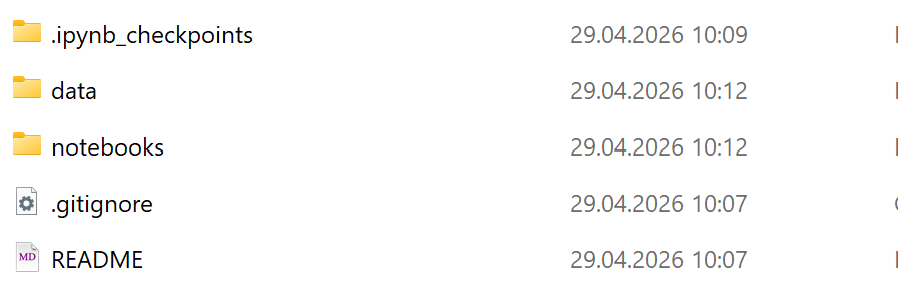 .ipynb_checkpoints 29.04.2026 10:09
data 29.04.2026 10:12
notebooks 29.04.2026 10:12
.gitignore 29.04.2026 10:07
MD README 29.04.2026 10:07